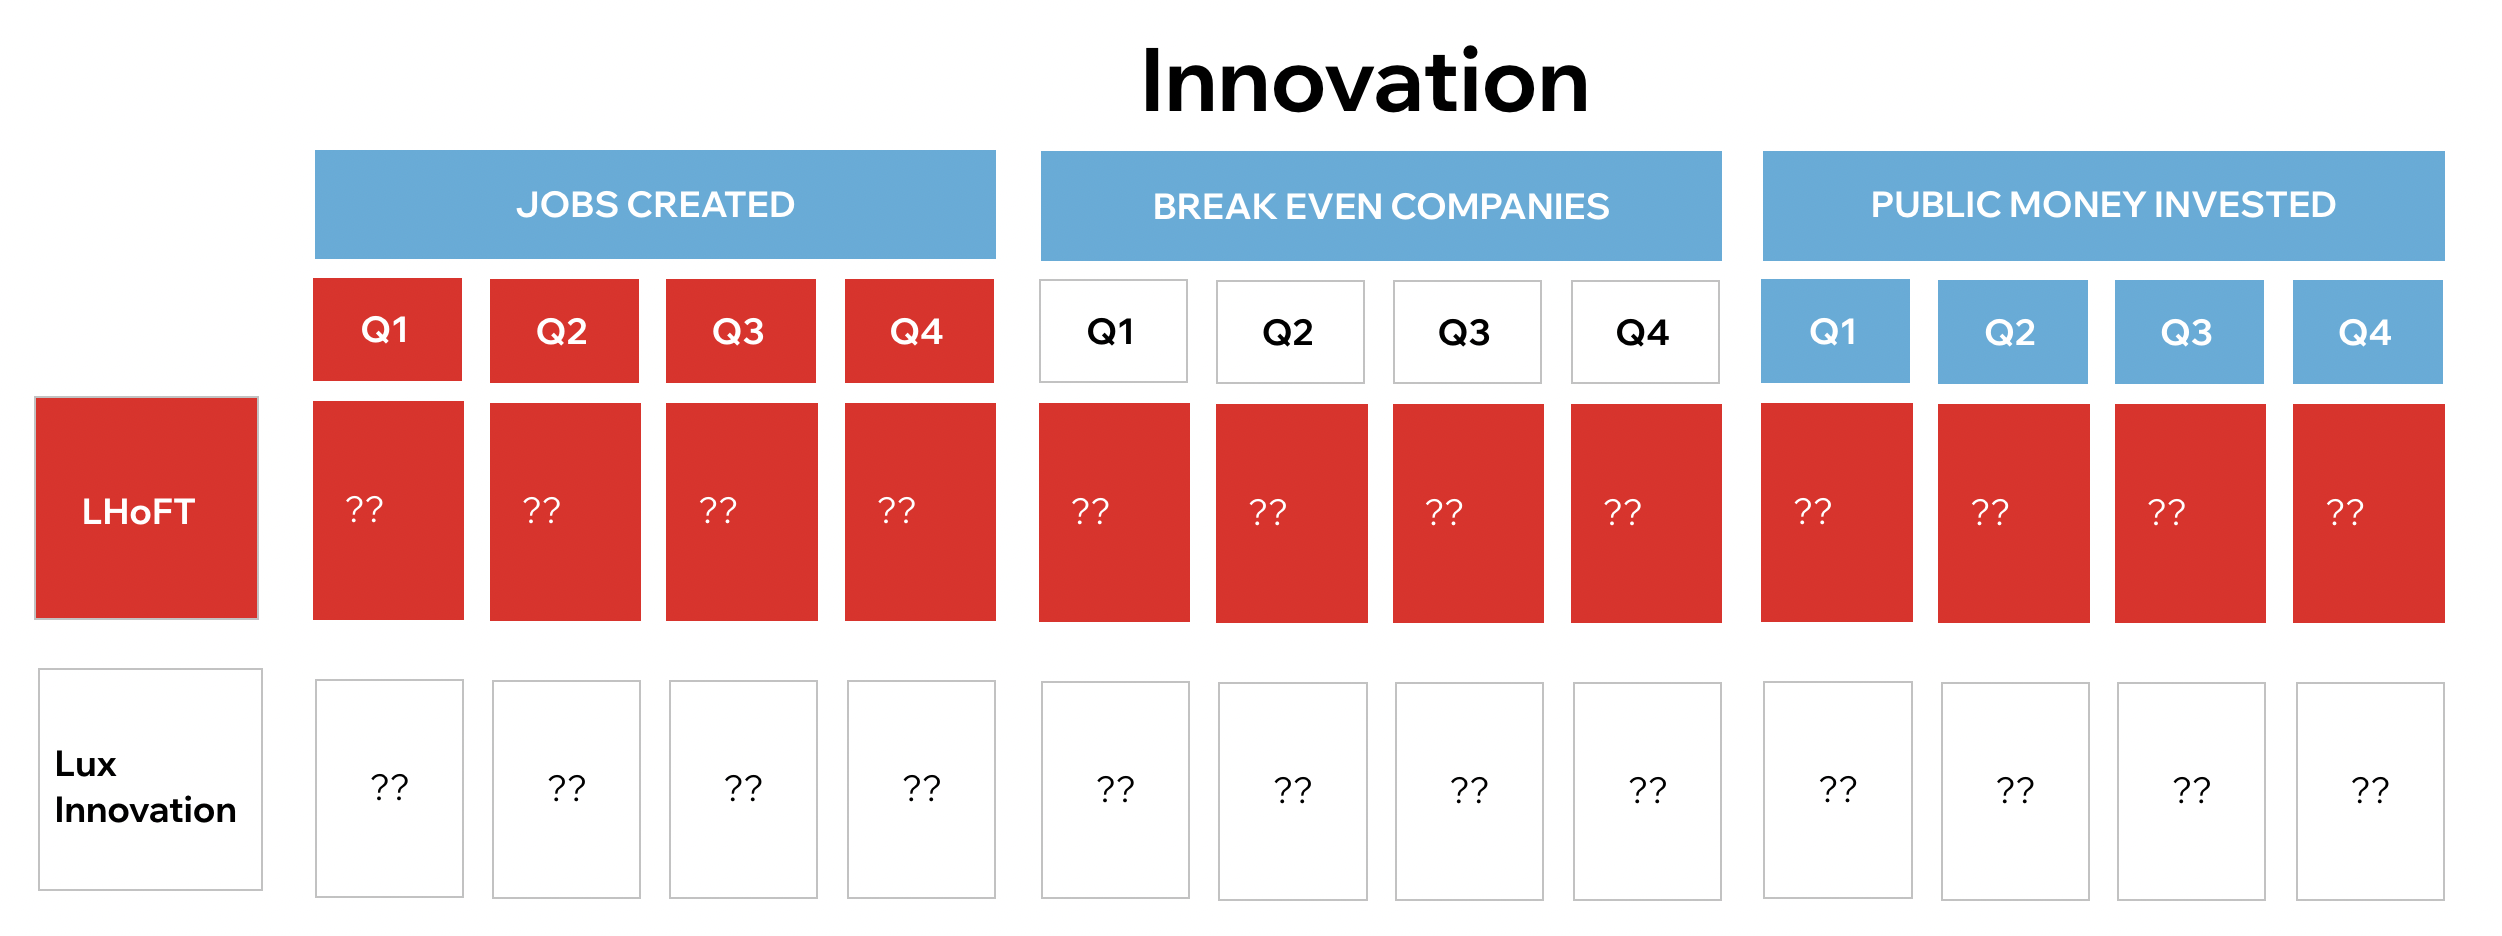 Innovation
JOBS CREATED
BREAK EVEN COMPANIES
PUBLIC MONEY INVESTED
Q1 Q2 Q3 Q4 Q1 Q2 Q3 Q4 Q1 Q2 Q3 Q4
LHoFT ?? ?? ?? ?? ?? ?? ?? ?? ?? ?? ?? ??
Lux
Innovation
?? ?? ?? ?? ?? ?? ?? ?? ?? ?? ?? ??